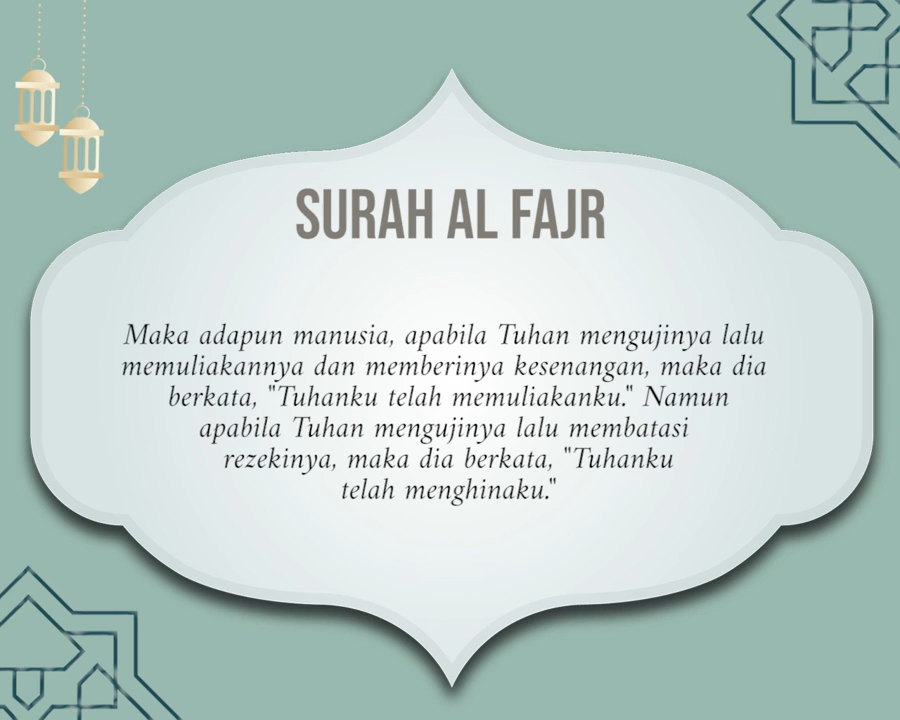 SURAH AL FAJR
Maka adapun manusia, apabila Tuhan mengujinya lalu
memuliakannya dan memberinya kesenangan, maka dia
berkata, "Tuhanku telah memuliakanku." Namun
apabila Tuhan mengujinya lalu membatasi
rezekinya, maka dia berkata, "Tuhanku
telah menghinaku."